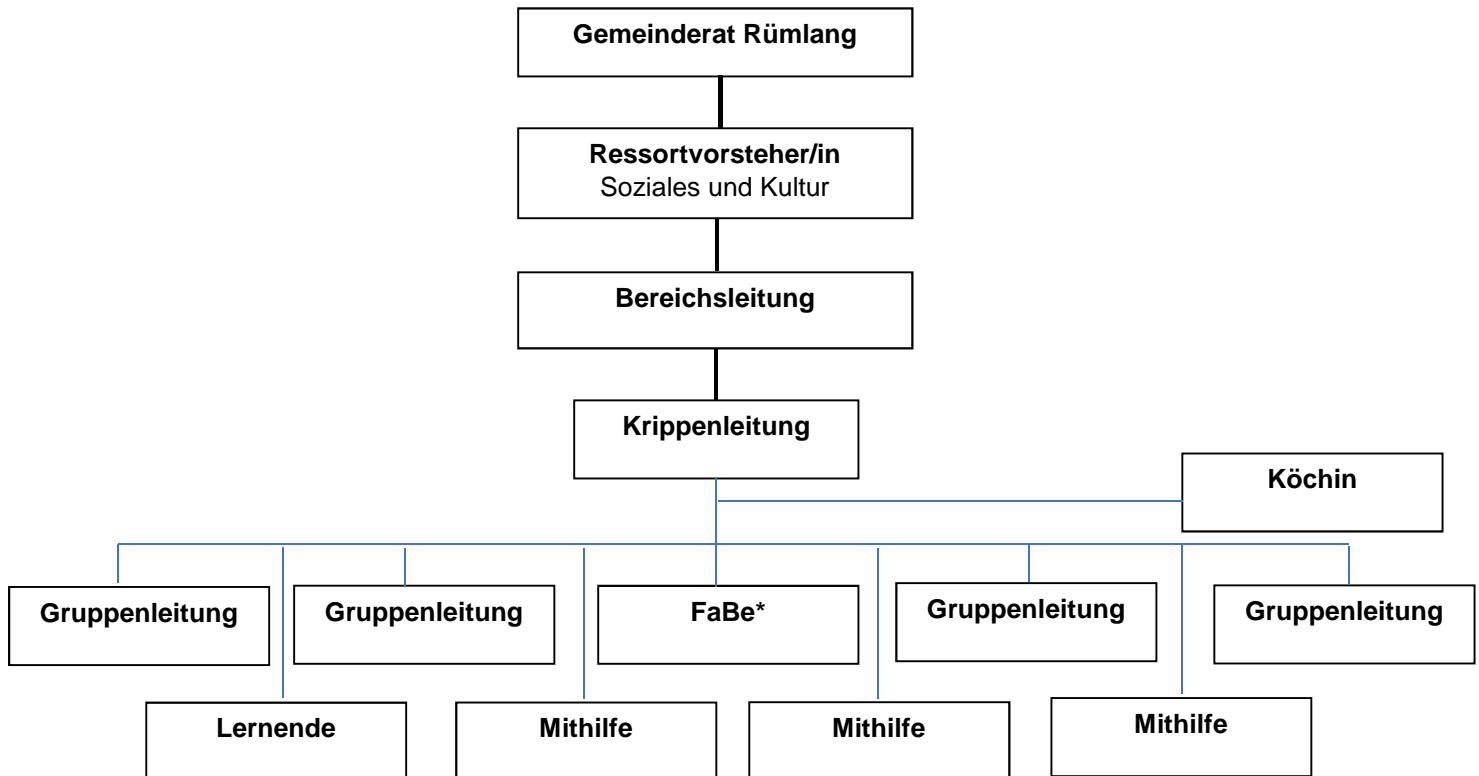 Gemeinderat Rümlang
Ressortvorsteher/in
Soziales und Kultur
Bereichsleitung
Krippenleitung
Köchin
Gruppenleitung
Gruppenleitung
FaBe*
Gruppenleitung
Gruppenleitung
Lernende
Mithilfe
Mithilfe
Mithilfe